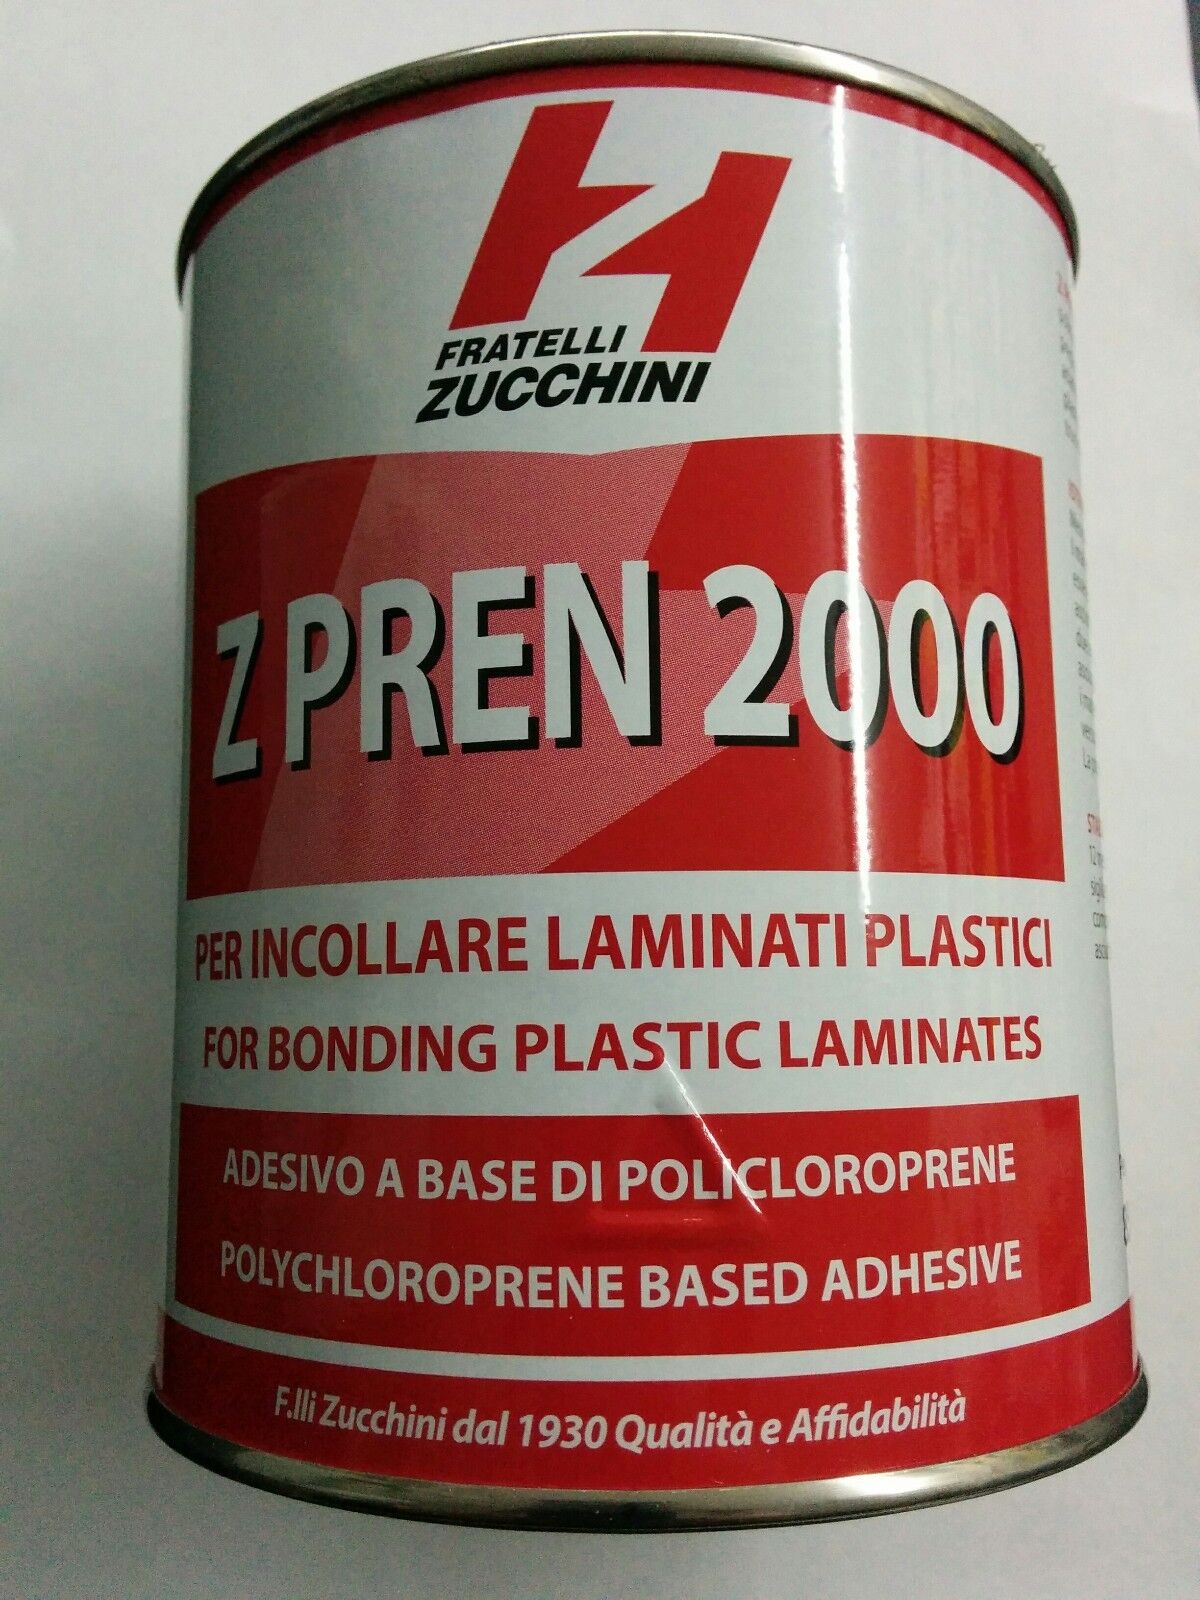 FRATELLI
ZUCCHINI
Z PREN 2000
PER INCOLLARE LAMINATI PLASTICI
FOR BONDING PLASTIC LAMINATES
ADESIVO A BASE DI POLICLOROPRENE
POLYCHLOROPRENE BASED ADHESIVE
F.lli Zucchini dal 1930 Qualità e Affidabilità